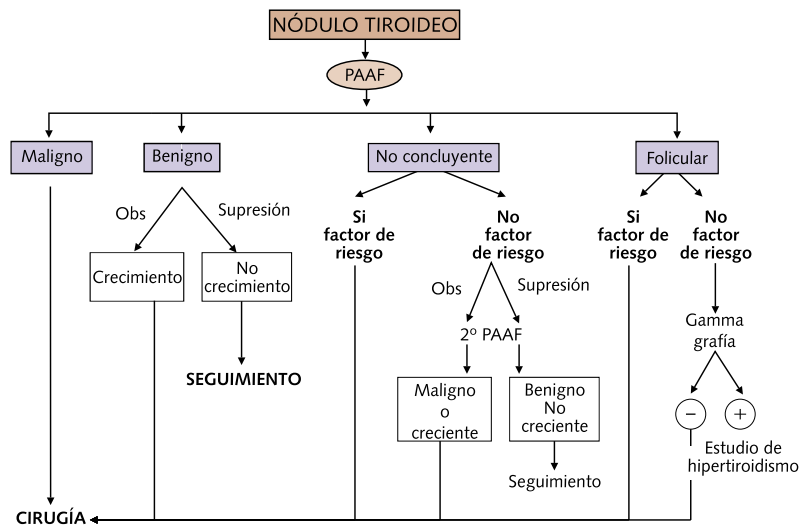 NÓDULO TIROIDEO
PAAF
Maligno
Benigno
No concluyente
Folicular
Obs
Supresión
Si
factor de
riesgo
No
factor
de riesgo
Si
factor de
riesgo
No
factor
de riesgo
Crecimiento
No
crecimiento
Obs
Supresión
Gamma
grafía
2º PAAF
SEGUIMIENTO
Maligno
o
creciente
Benigno
No
creciente
−
+
Estudio de
hipertiroidismo
Seguimiento
CIRUGÍA